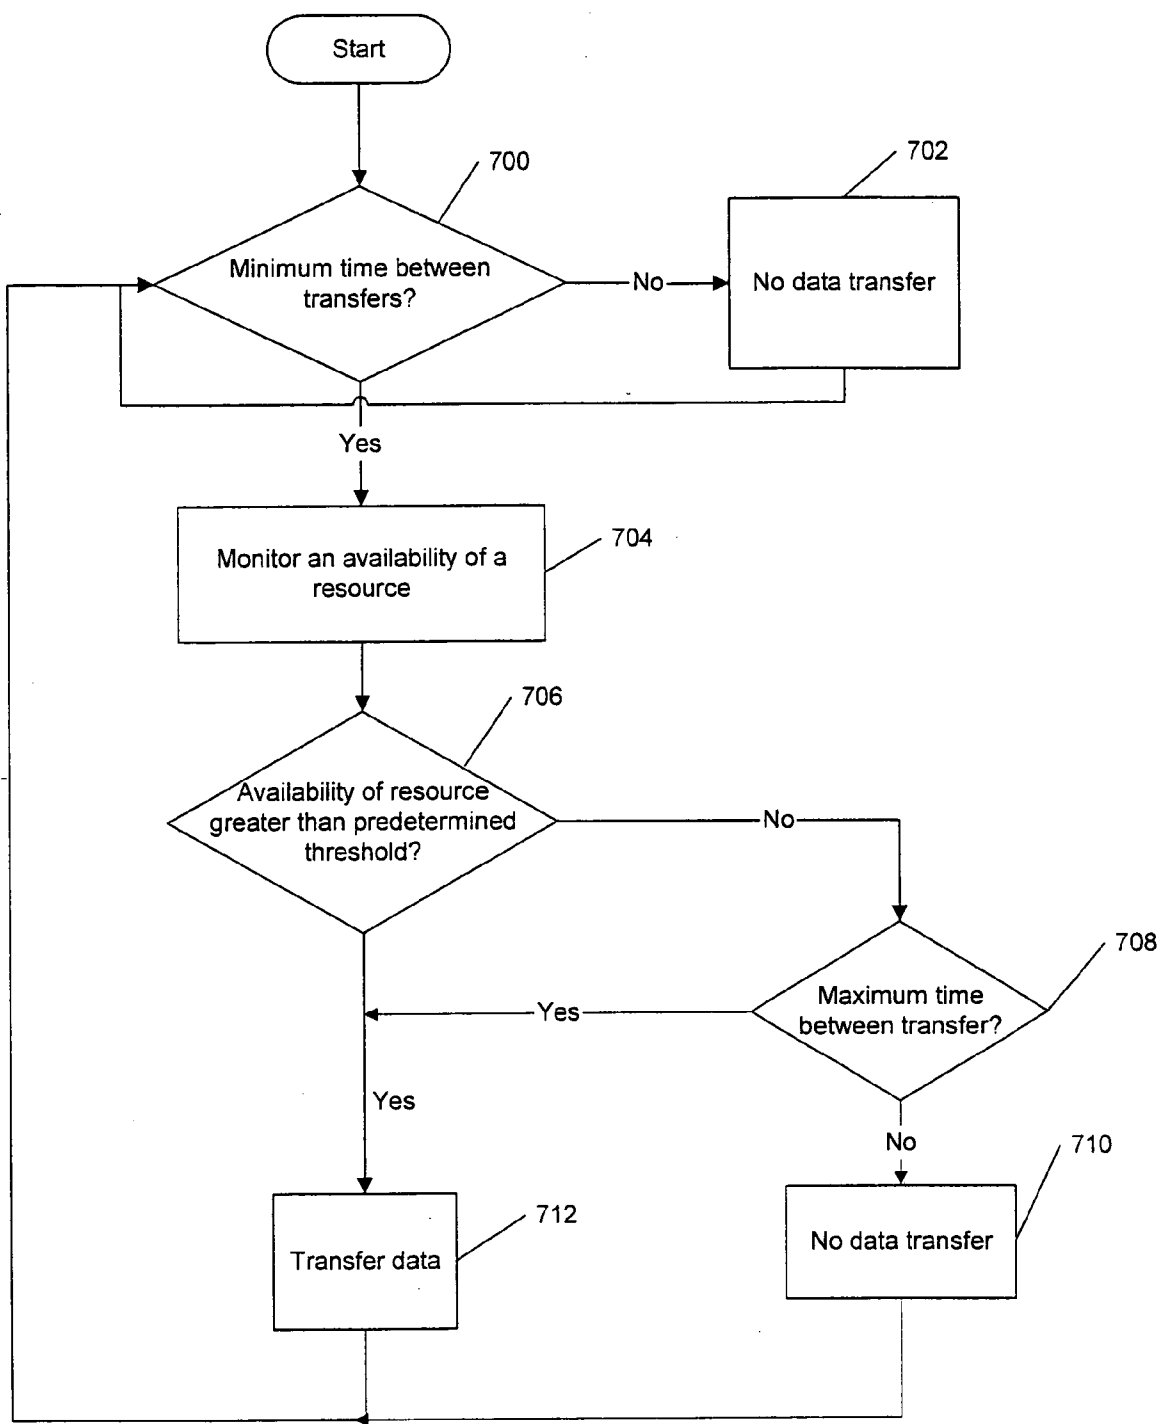 Start
700
702
Minimum time between
transfers?
No
No data transfer
Yes
704
Monitor an availability of a
resource
706
Availability of resource
greater than predetermined
threshold?
No
708
Maximum time
between transfer?
Yes
Yes
No
710
712
Transfer data
No data transfer